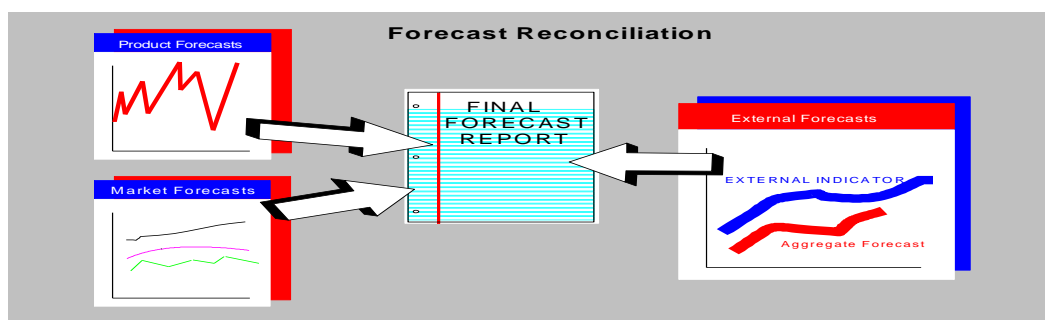 Forecast Reconciliation
Product Forecasts
Market Forecasts
FINAL
FORECAST
REPORT
External Forecasts
EXTERNAL INDICATOR
Aggregate Forecast